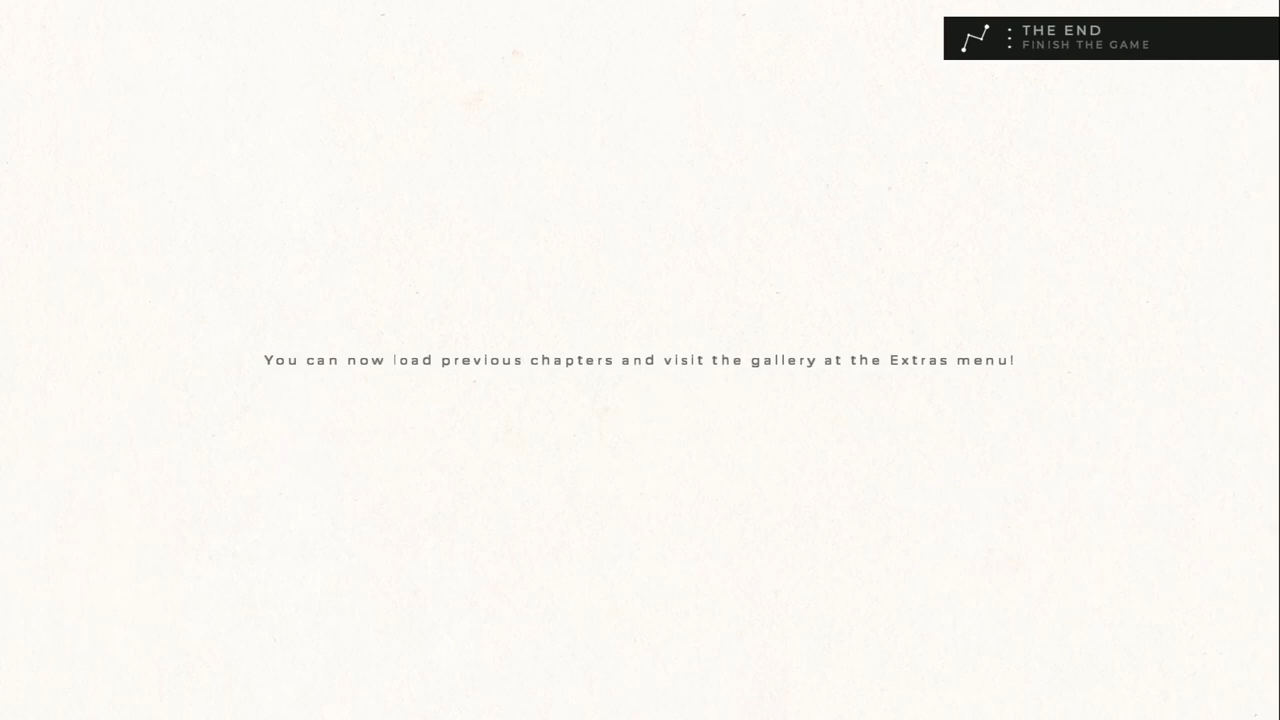 THE END
FINISH THE GAME
You can now load previous chapters and visit the gallery at the Extras menu!